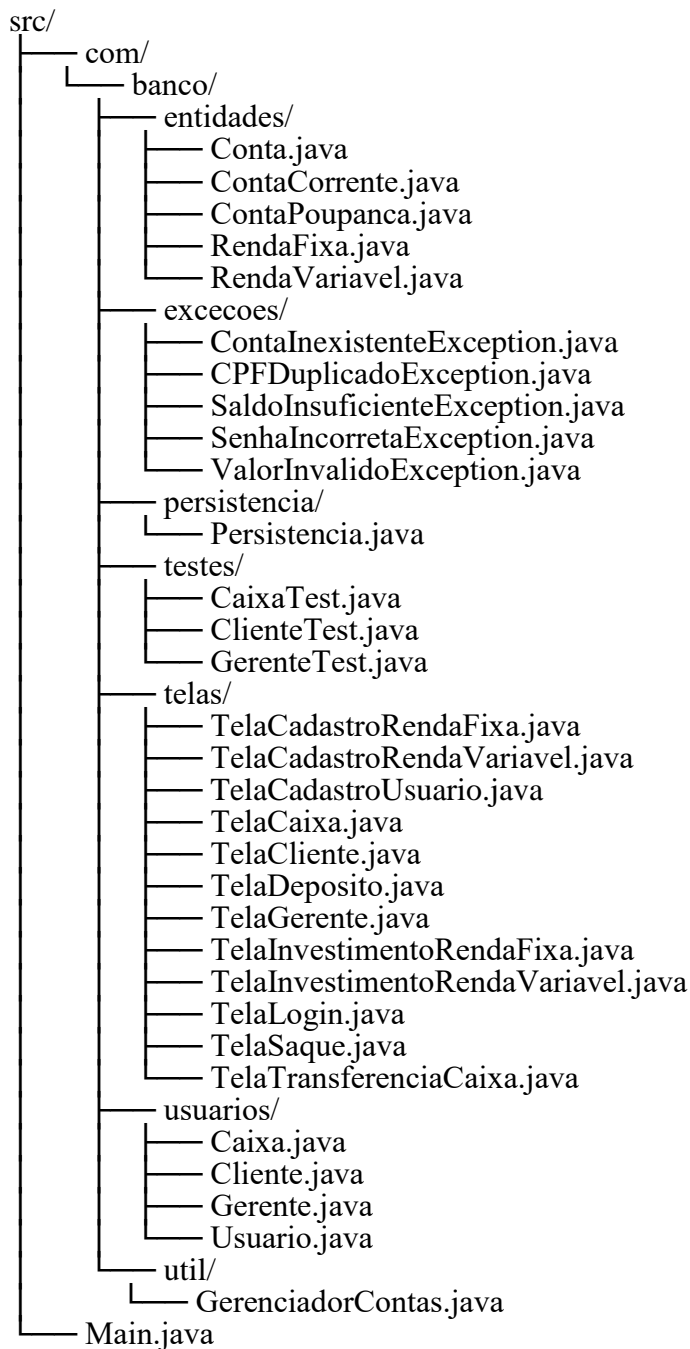 src/
com/
banco/
entidades/
Conta.java
ContaCorrente.java
ContaPoupanca.java
RendaFixa.java
RendaVariavel.java
excecoes/
ContaInexistenteException.java
CPFDuplicadoException.java
SaldoInsuficienteException.java
SenhaIncorretaException.java
ValorInvalidoException.java
persistencia/
Persistencia.java
testes/
CaixaTest.java
ClienteTest.java
GerenteTest.java
telas/
TelaCadastroRendaFixa.java
TelaCadastroRendaVariavel.java
TelaCadastroUsuario.java
TelaCaixa.java
TelaCliente.java
TelaDeposito.java
TelaGerente.java
TelaInvestimentoRendaFixa.java
TelaInvestimentoRendaVariavel.java
TelaLogin.java
TelaSaque.java
TelaTransferenciaCaixa.java
usuarios/
Caixa.java
Cliente.java
Gerente.java
Usuario.java
util/
GerenciadorContas.java
Main.java